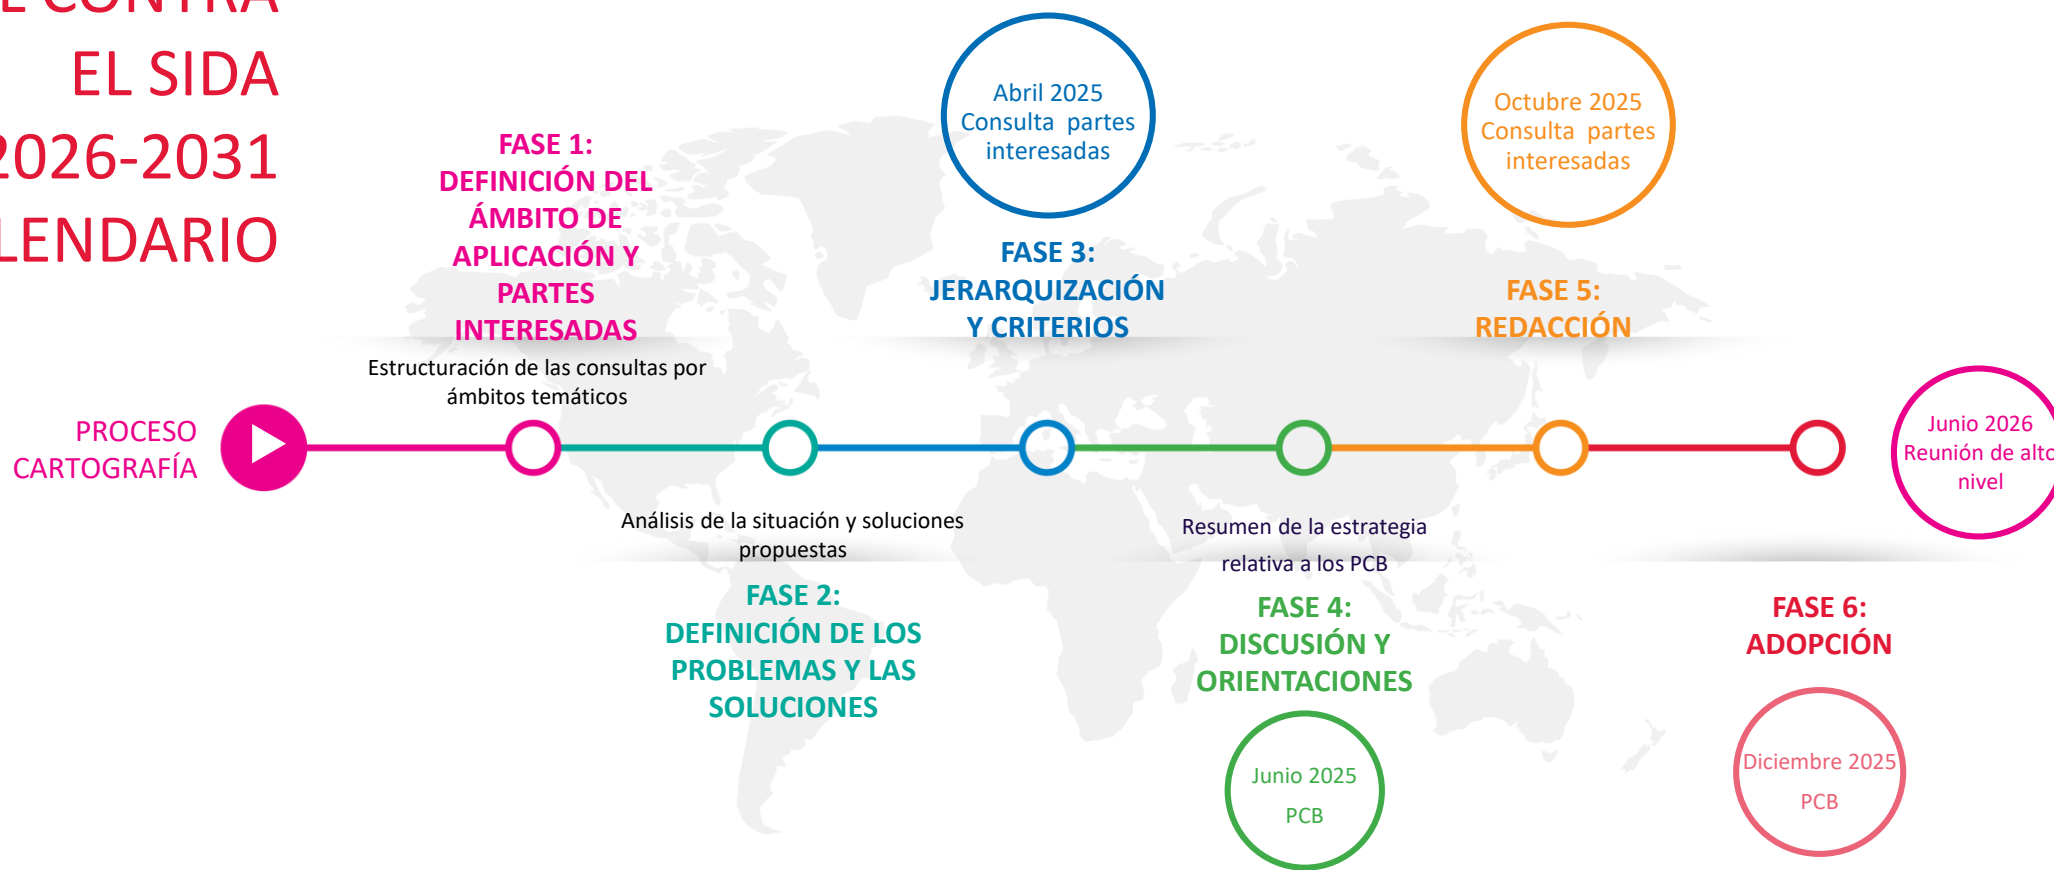 CONTRA
EL SIDA
2026-2031
LENDARIO
FASE 1:
DEFINICIÓN DEL
ÁMBITO DE
APLICACIÓN Y
PARTES
INTERESADAS
Estructuración de las consultas por
ámbitos temáticos
Abril 2025
Consulta partes
interesadas
FASE 3:
JERARQUIZACIÓN
Y CRITERIOS
Octubre 2025
Consulta partes
interesadas
FASE 5:
REDACCIÓN
PROCESO
CARTOGRAFÍA
Junio 2026
Reunión de alto
nivel
Análisis de la situación y soluciones
propuestas
FASE 2:
DEFINICIÓN DE LOS
PROBLEMAS Y LAS
SOLUCIONES
Resumen de la estrategia
relativa a los PCB
FASE 4:
DISCUSIÓN Y
ORIENTACIONES
Junio 2025
PCB
FASE 6:
ADOPCIÓN
Diciembre 2025
PCB